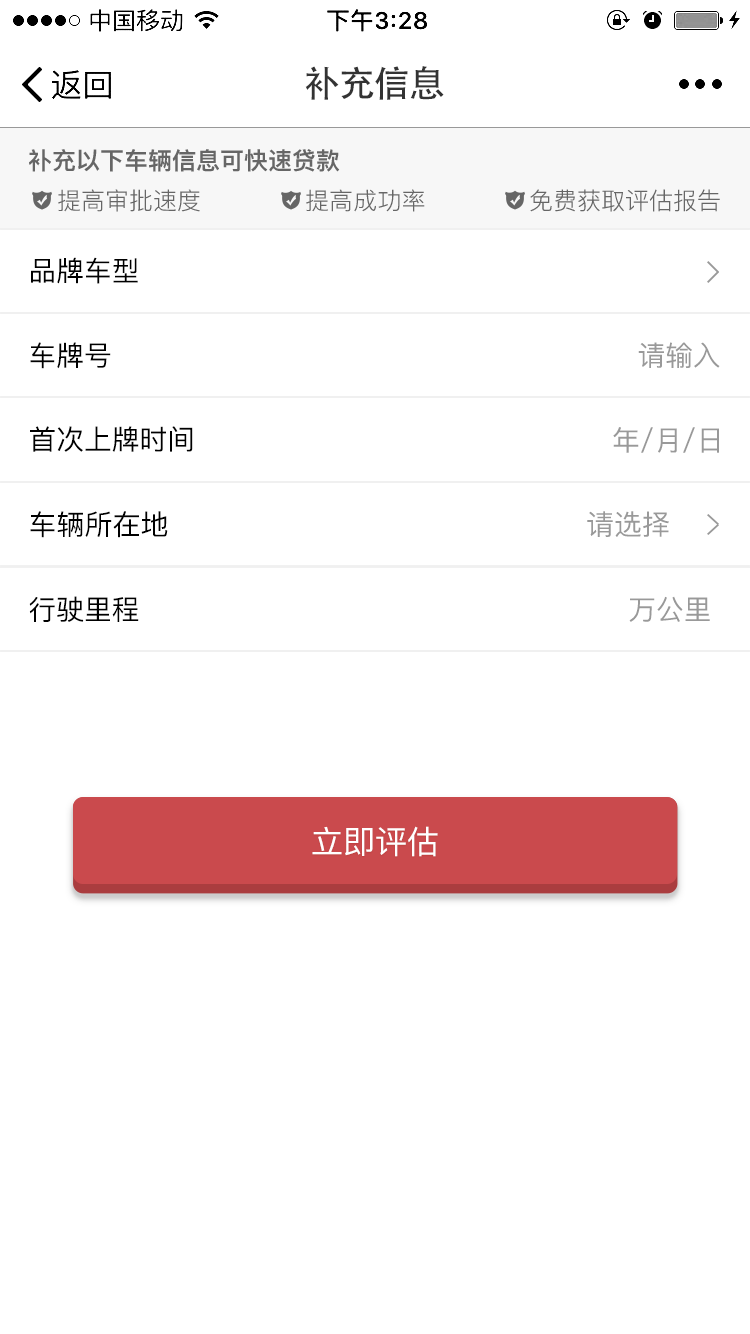 中国移动 下午3:28
返回 补充信息
补充以下车辆信息可快速贷款
提高审批速度 提高成功率 免费获取评估报告
品牌车型
车牌号 请输入
首次上牌时间 年/月/日
车辆所在地 请选择
行驶里程 万公里
立即评估